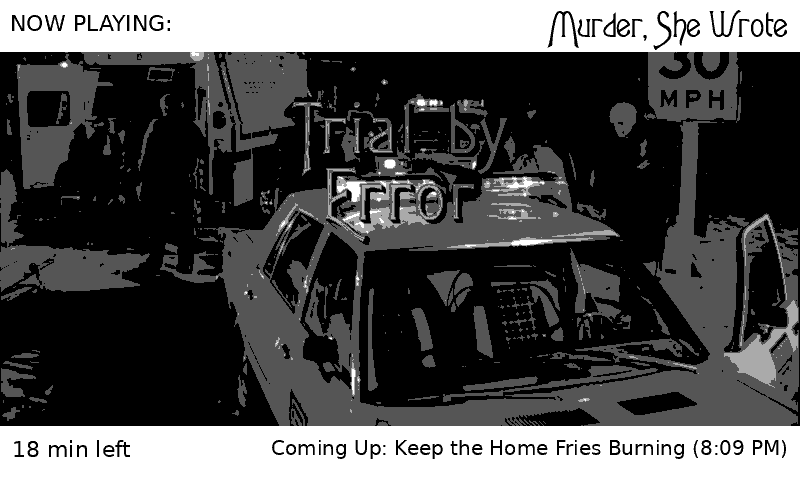 NOW PLAYING:
Murder, She Wrote
30
MPH
Trial by
Error
18 min left
Coming Up: Keep the Home Fries Burning (8:09 PM)